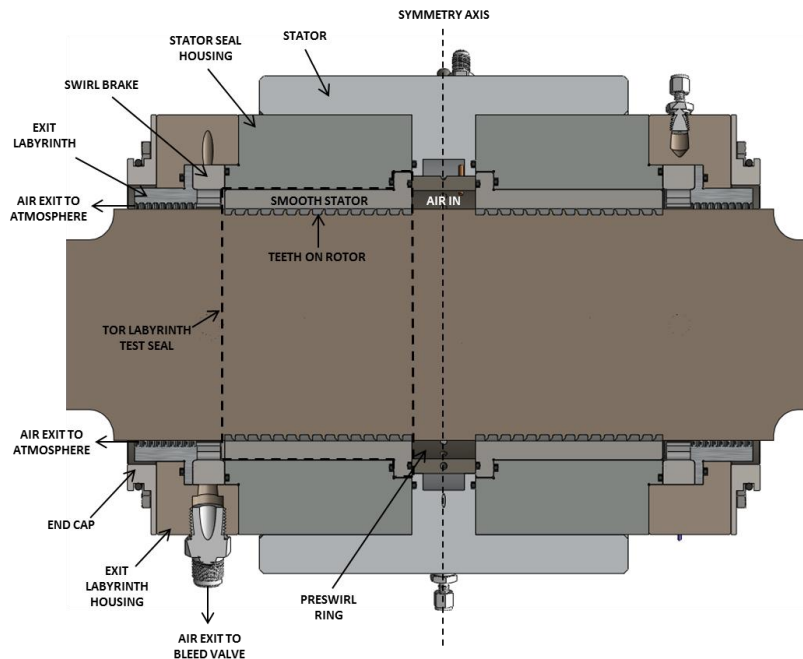 SYMMETRY AXIS
STATOR SEAL
HOUSING
STATOR
SWIRL BRAKE
EXIT
LABYRINTH
AIR EXIT TO
ATMOSPHERE
SMOOTH STATOR
AIR IN
TEETH ON ROTOR
TOR LABYRINTH
TEST SEAL
AIR EXIT TO
ATMOSPHERE
END CAP
EXIT
LABYRINTH
HOUSING
PRESWIRL
RING
AIR EXIT TO
BLEED VALVE